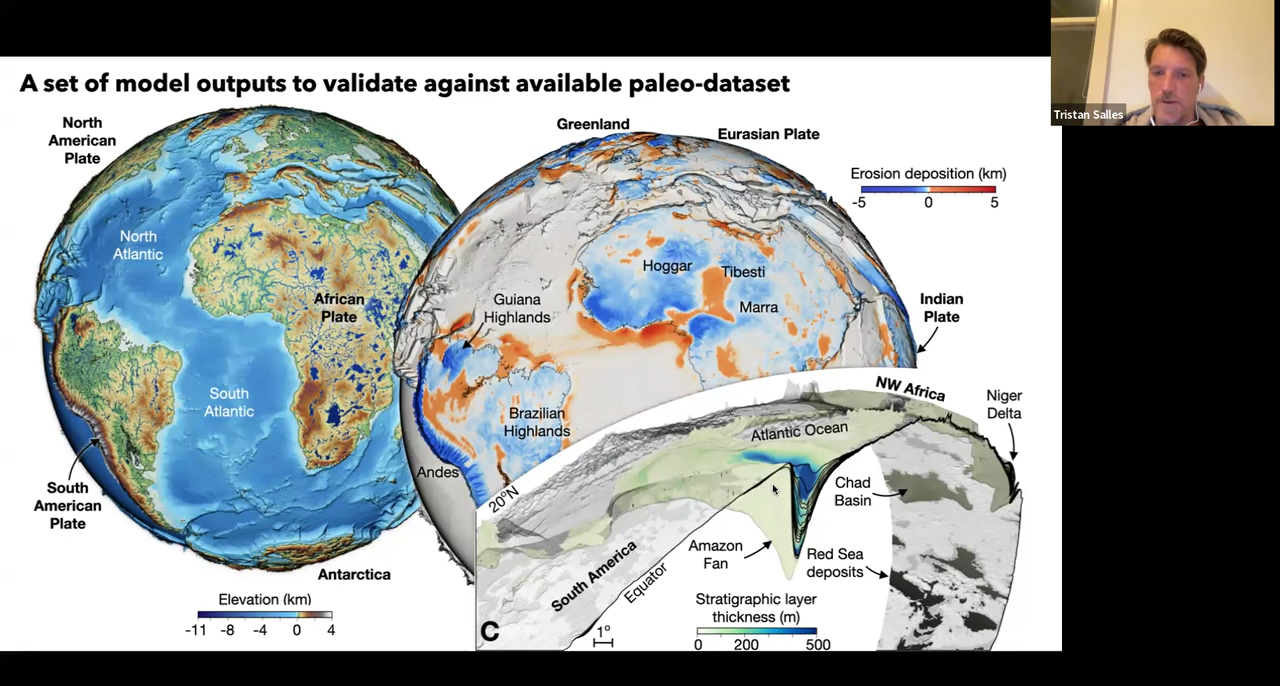 A set of model outputs to validate against available paleo-dataset
Tristan Salles
North
American
Plate
Greenland
Eurasian Plate
Erosion deposition (km)
-5 0 5
North
Atlantic
African
Plate
South
Atlantic
South
American
Plate
Antarctica
Elevation (km)
-11 -8 -4 0 4
Hoggar
Tibesti
Marra
Guiana
Highlands
Brazilian
Highlands
Andes
Indian
Plate
20°N
NW Africa
Niger
Delta
Atlantic Ocean
Chad
Basin
Amazon
Fan
Red Sea
deposits
South America
Equator
Stratigraphic layer
thickness (m)
0 200 500
C
1°